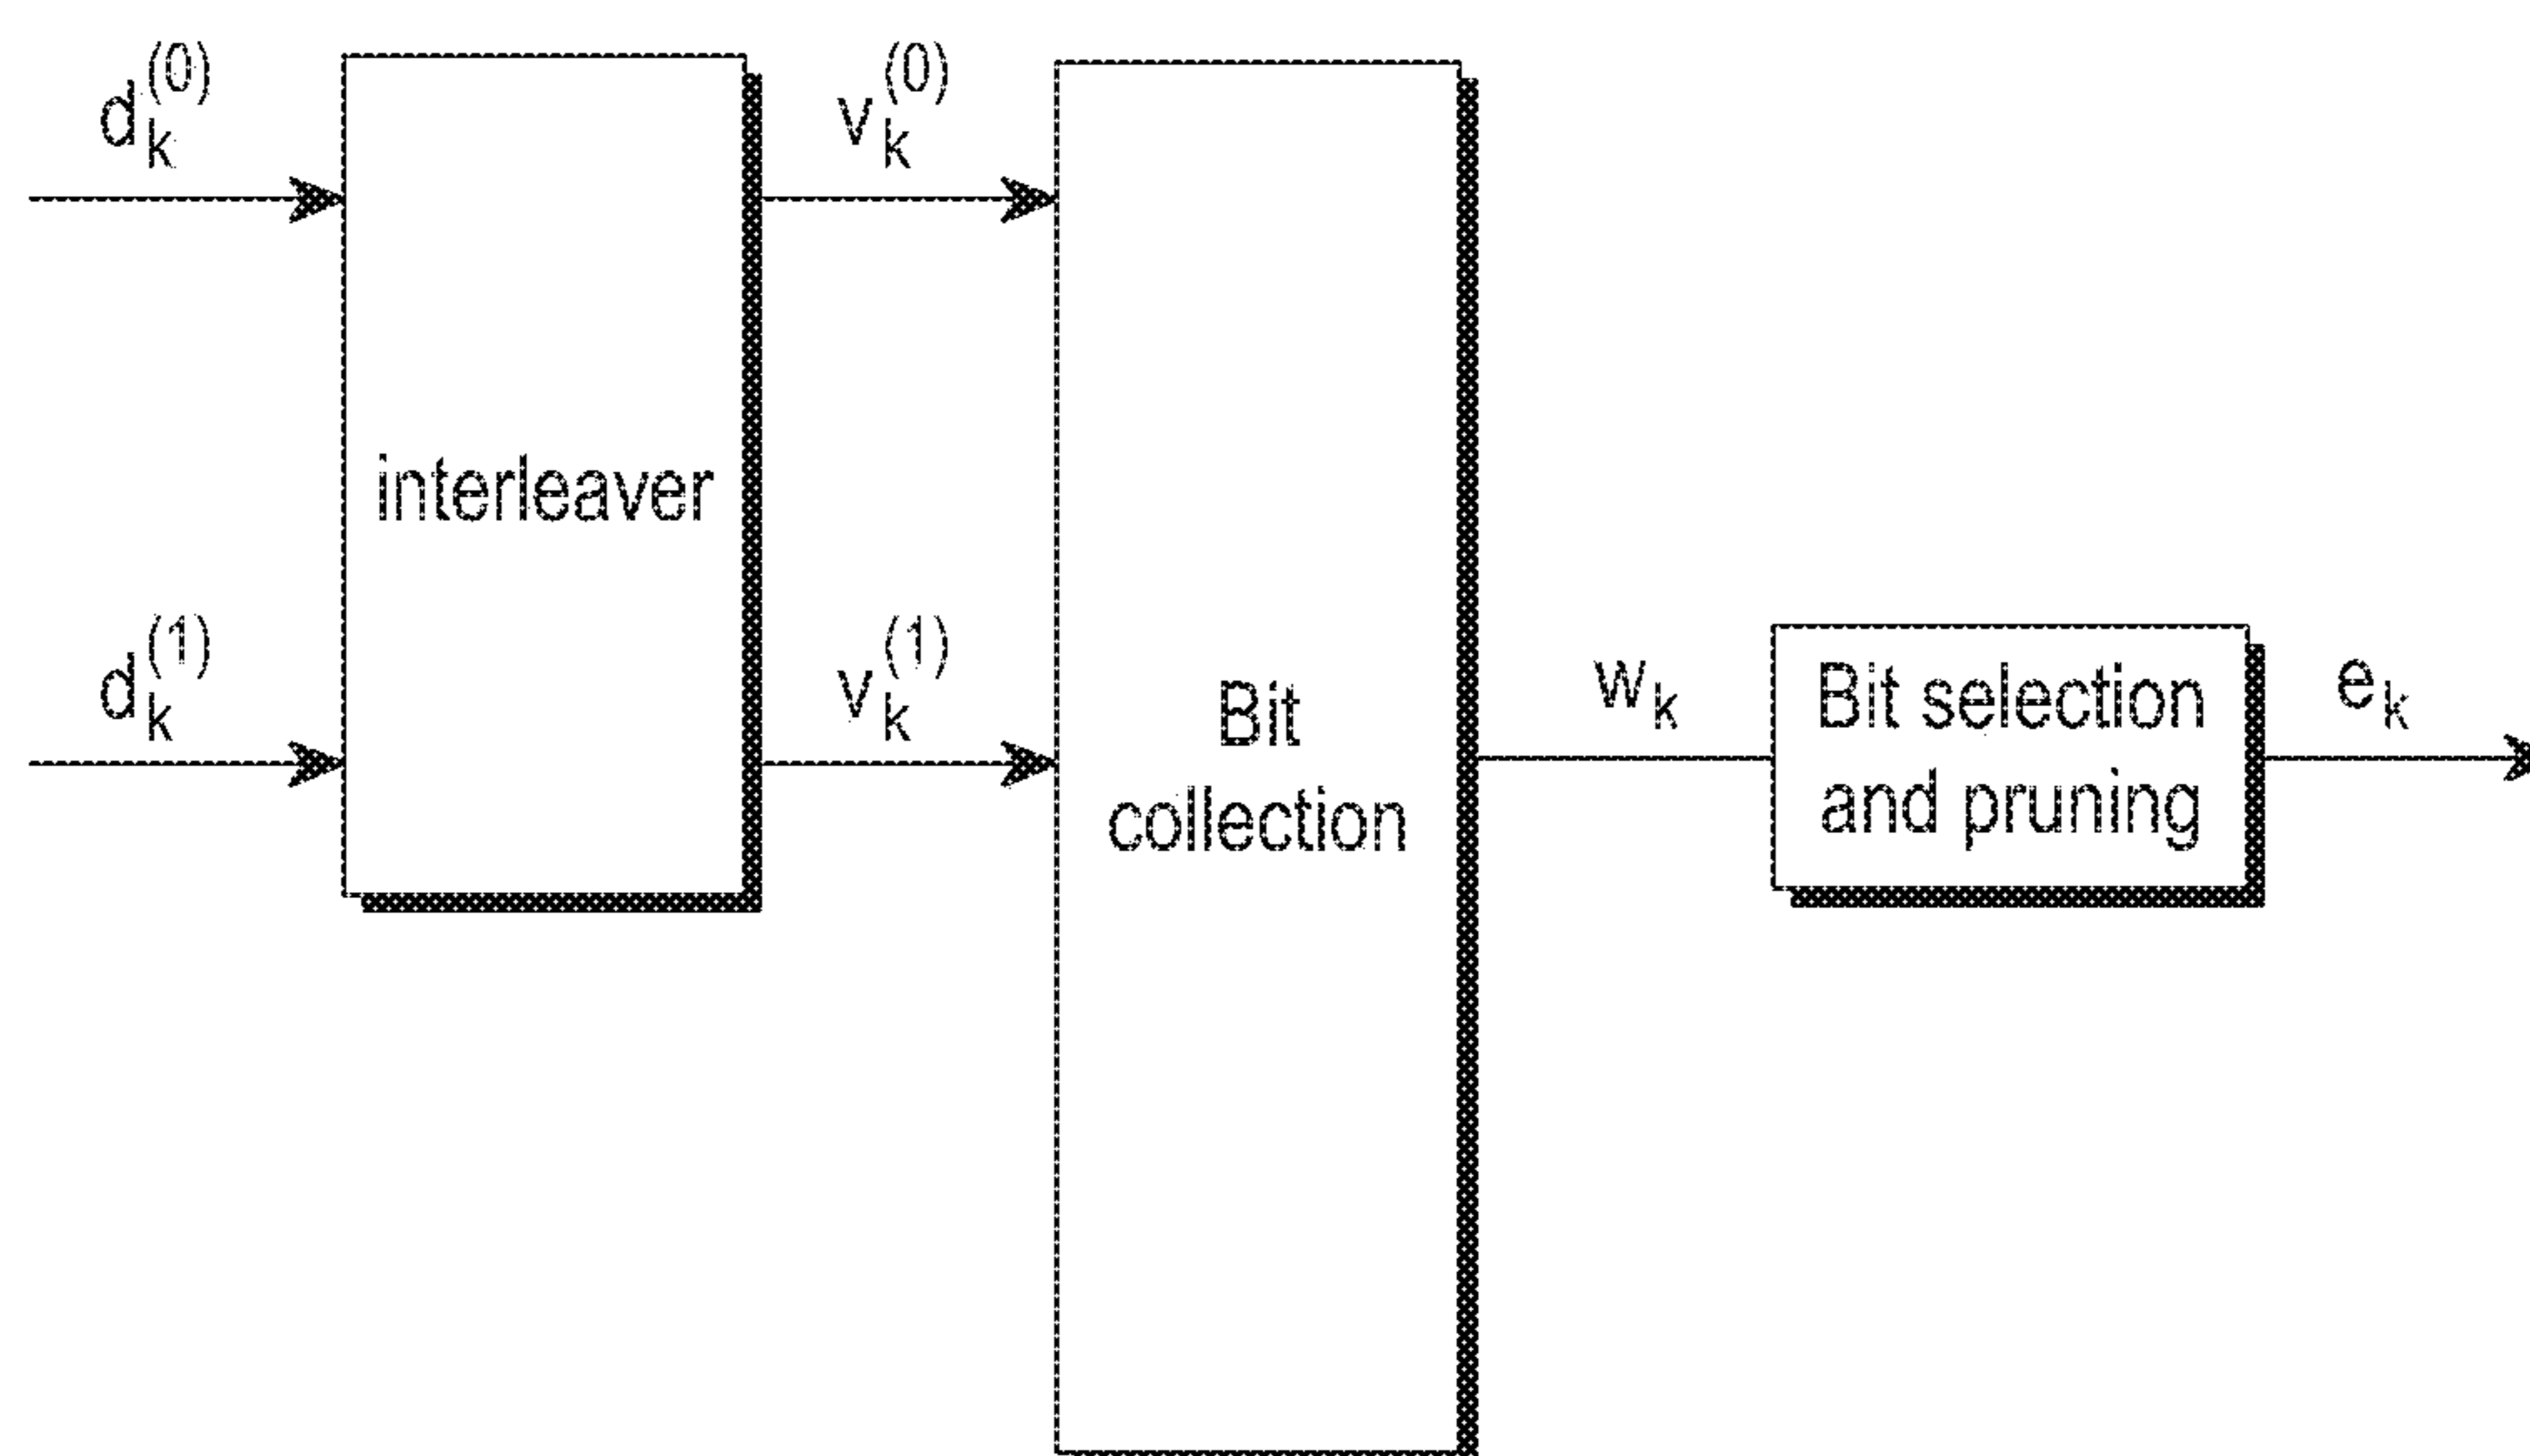 d_k^(0)
v_k^(0)
interleaver
d_k^(1)
v_k^(1)
Bit
collection
w_k
Bit selection
and pruning
e_k